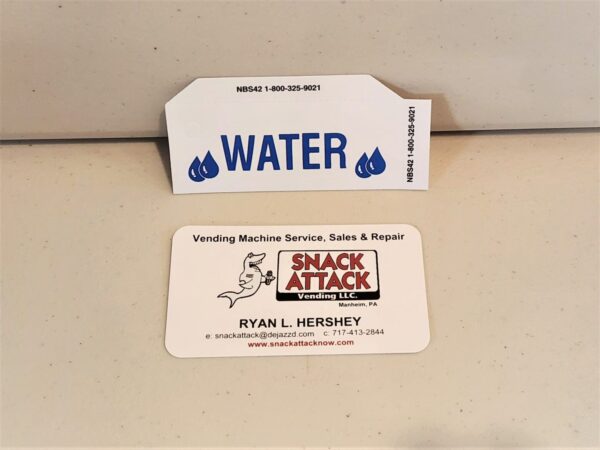 NBS42 1-800-325-9021
WATER
NBS42 1-800-325-9021
Vending Machine Service, Sales & Repair
SNACK
ATTACK
Vending LLC.
Manheim, PA
RYAN L. HERSHEY
e: snackattack@dejazzd.com c: 717-413-2844
www.snackattacknow.com